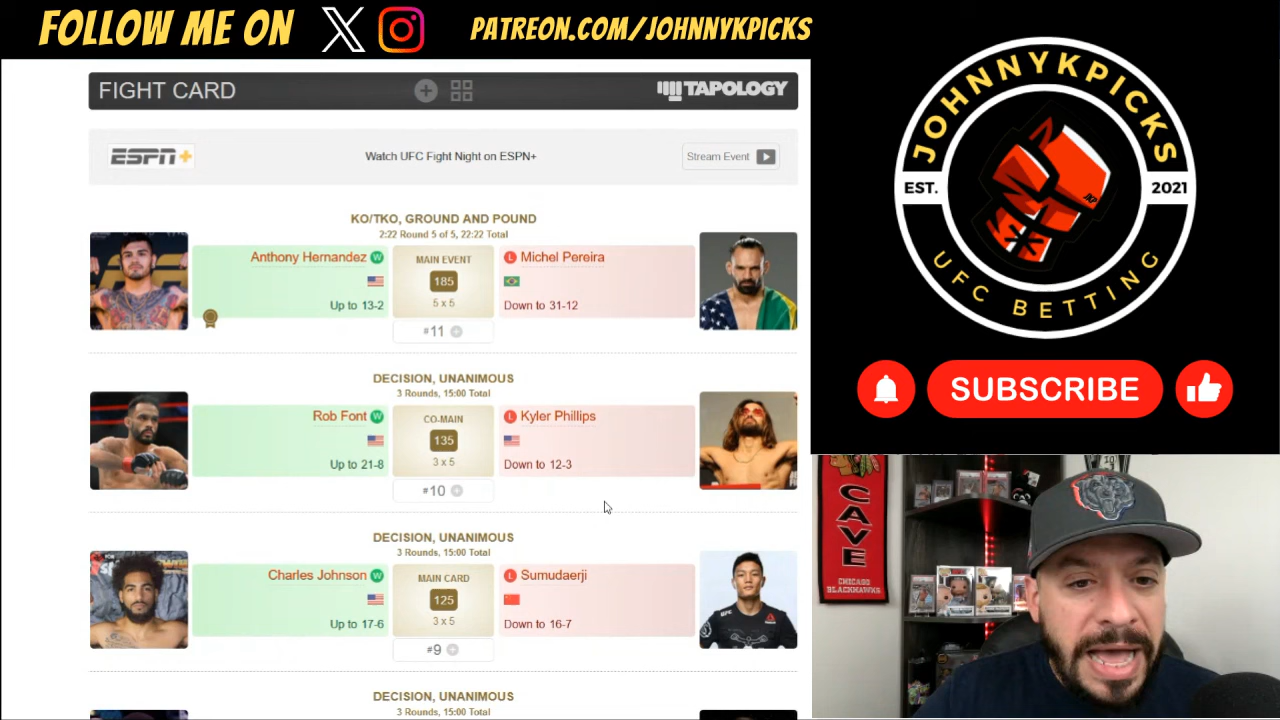 FOLLOW ME ON
PATREON.COM/JOHNNYKPICKS
FIGHT CARD
TAPOLOGY
ESPN+
Watch UFC Fight Night on ESPN+
Stream Event
KO/TKO, GROUND AND POUND
2:22 Round 5 of 5, 22:22 Total
Anthony Hernandez W
MAIN EVENT
L Michel Pereira
185
Up to 13-2
5 x 5
Down to 31-12
#11
DECISION, UNANIMOUS
3 Rounds, 15:00 Total
Rob Font W
CO-MAIN
L Kyler Phillips
135
Up to 21-8
3 x 5
Down to 12-3
#10
DECISION, UNANIMOUS
3 Rounds, 15:00 Total
Charles Johnson W
MAIN CARD
L Sumudaerji
125
Up to 17-6
3 x 5
Down to 16-7
#9
DECISION, UNANIMOUS
3 Rounds, 15:00 Total
JOHNNYKPICKS
EST.
2021
JKP
UFC BETTING
SUBSCRIBE
CAVE
CHICAGO
BLACKHAWKS